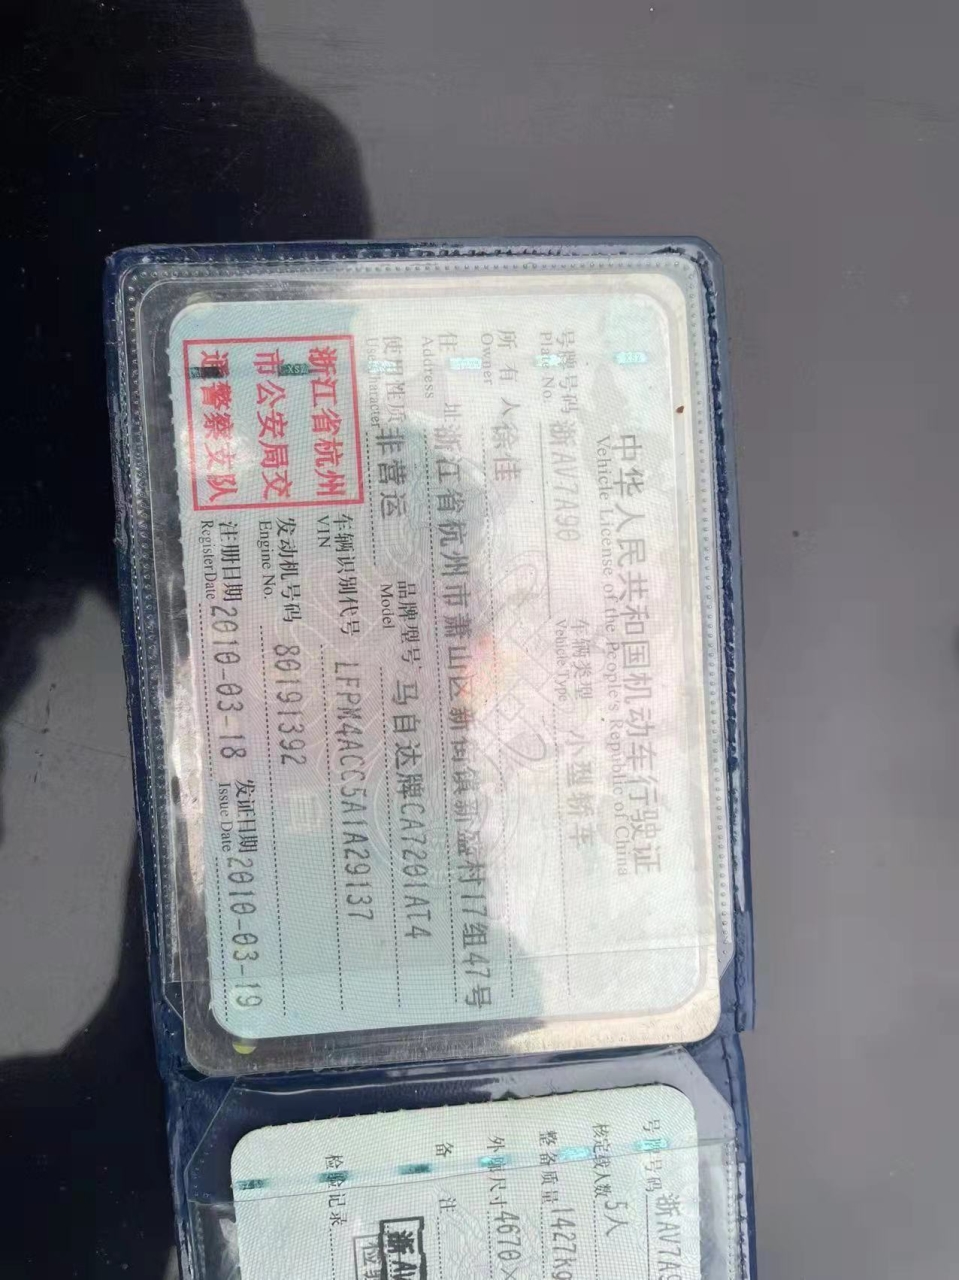 中华人民共和国机动车行驶证
Vehicle License of the People's Republic of China
号牌号码 浙AV7A90 车辆类型 小型轿车
Plate No. Vehicle Type
所有人 徐佳
Owner
住址 浙江省杭州市萧山区新街镇新盛村17组47号
Address
使用性质 非营运 品牌型号 马自达牌CA7201AT4
Use Character Model
浙江省杭州
市公安局交
通警察支队
车辆识别代号 LFPM4ACC5A1A29137
VIN
发动机号码 80191392
Engine No.
注册日期 2010-03-18 发证日期 2010-03-19
Register Date Issue Date
号牌号码 浙AV7A9
核定载人数 5人
整备质量 1427kg
外廓尺寸 4670×
备注
检验记录
浙AV